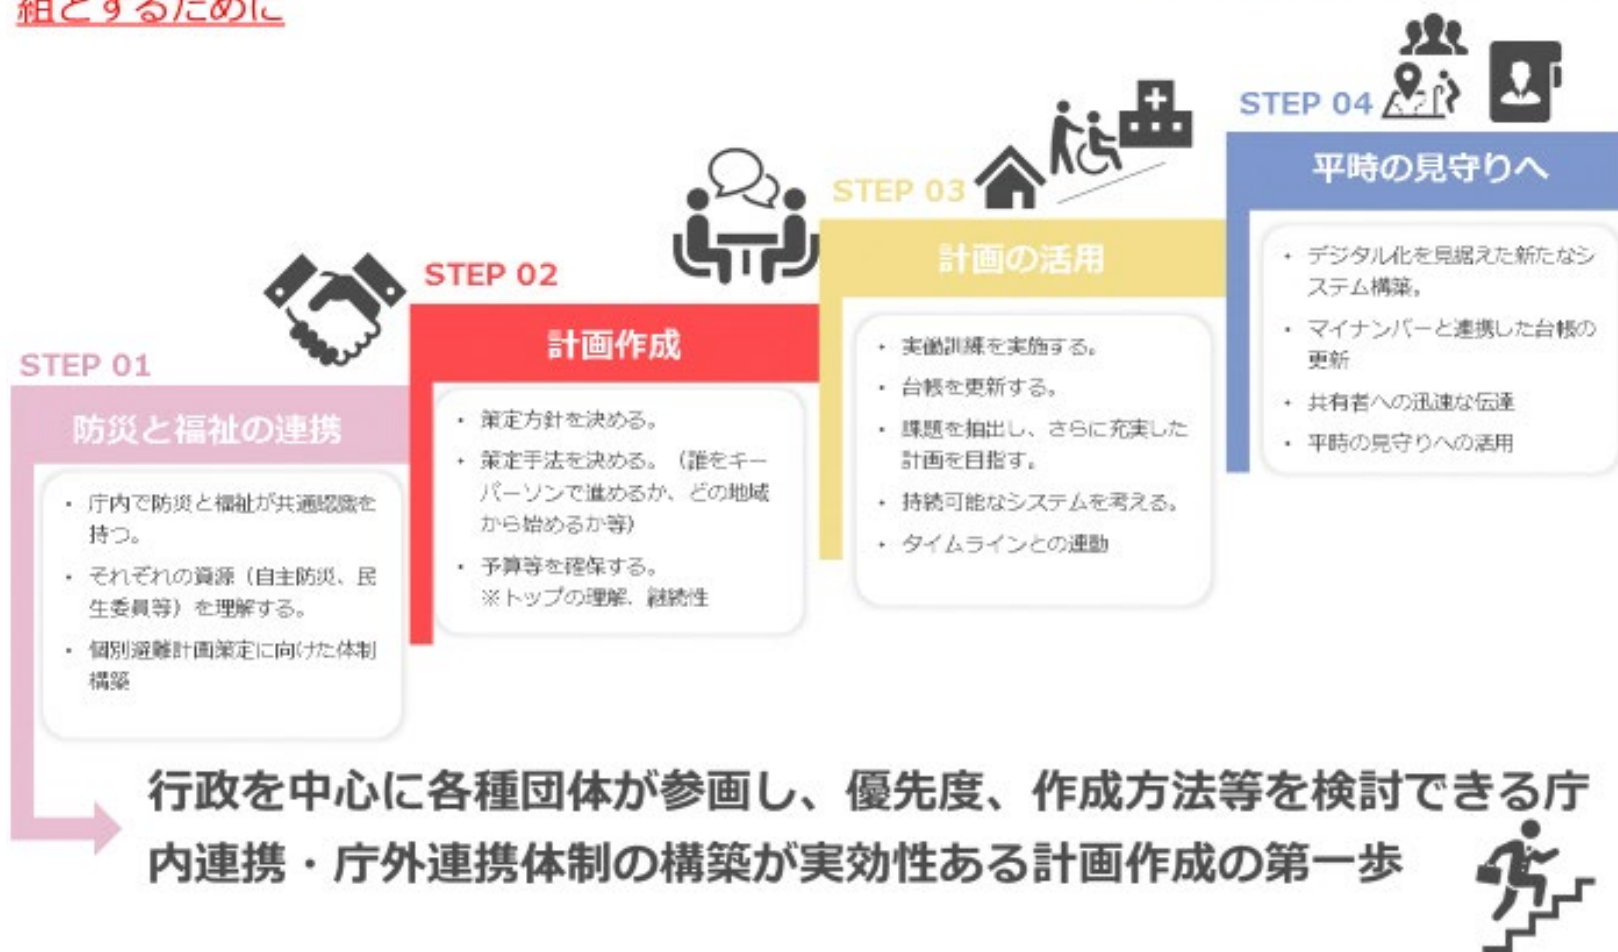 組とするために
STEP 01
防災と福祉の連携
・ 庁内で防災と福祉が共通認識を
持つ。
・ それぞれの資源（自主防災、民
生委員等）を理解する。
・ 個別避難計画策定に向けた体制
構築
STEP 02
計画作成
・ 策定方針を決める。
・ 策定手法を決める。（誰をキー
パーソンで進めるか、どの地域
から始めるか等）
・ 予算等を確保する。
※トップの理解、継続性
STEP 03
計画の活用
・ 実働訓練を実施する。
・ 台帳を更新する。
・ 課題を抽出し、さらに充実した
計画を目指す。
・ 持続可能なシステムを考える。
・ タイムラインとの連動
STEP 04
平時の見守りへ
・ デジタル化を見据えた新たなシ
ステム構築。
・ マイナンバーと連携した台帳の
更新
・ 共有者への迅速な伝達
・ 平時の見守りへの活用
行政を中心に各種団体が参画し、優先度、作成方法等を検討できる庁
内連携・庁外連携体制の構築が実効性ある計画作成の第一歩